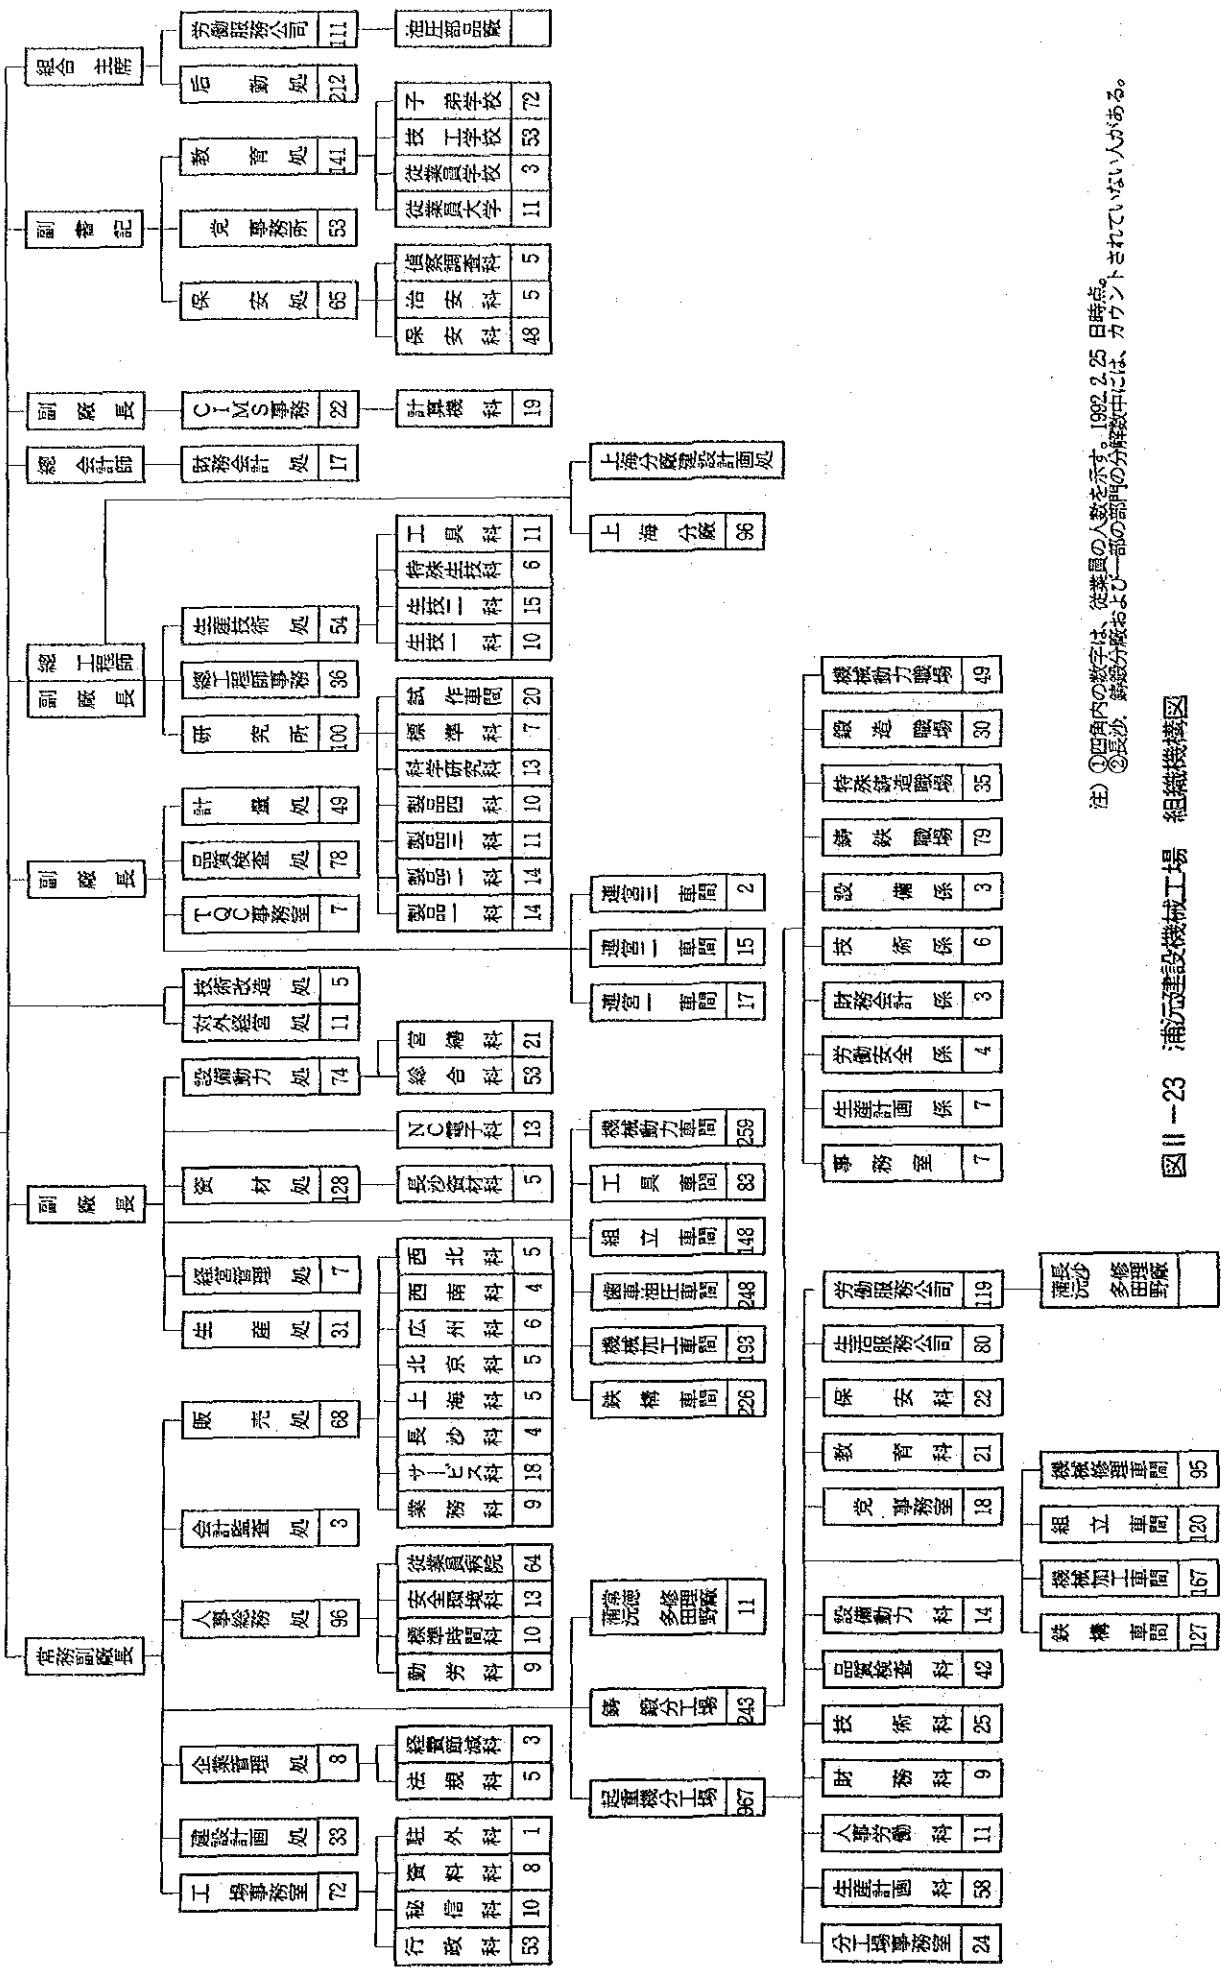 常務副廠長
工場事務室 72
行政科 53
秘信科 10
資料科 8
駐外科 1
建設計画処 33
企業管理処 8
法規科 5
経費節減科 3
人事総務処 96
勤労科 9
標準時間科 10
安全環境科 13
従業員病院 64
会計監査処 3
販売処 68
業務科 9
サービス科 18
長沙科 4
上海科 5
北京科 5
広州科 6
西南科 4
西北科 5
起重機分工場 967
鋳鍛分工場 243
浦沅常徳多田野修理廠 11
分工場事務室 24
生産計画科 58
人事労働科 11
財務科 9
技術科 25
品質検査科 42
設備動力科 14
鉄構車間 127
機械加工車間 167
組立車間 120
機械修理車間 95
党事務室 18
教育科 21
保安科 22
生活服務公司 80
労働服務公司 119
浦沅長沙多田野修理廠
事務室 7
生産計画係 7
労働安全係 4
財務会計係 3
技術係 6
設備係 3
鋳鉄職場 79
特殊鋳造職場 35
鍛造職場 30
機械動力職場 49
副廠長
生産処 31
経営管理処 7
資材処 128
長沙資材科 5
NC電子科 13
設備動力処 74
総合科 53
営繕科 21
鉄構車間 226
機械加工車間 193
歯車油圧車間 248
組立車間 148
工具車間 83
機械動力車間 259
対外経営処 11
技術改造処 5
副廠長
TQC事務室 7
品質検査処 78
計量処 49
連営一車間 17
連営二車間 15
連営三車間 2
副廠長
總工程師
研究所 100
製品一科 14
製品二科 14
製品三科 11
製品四科 10
科学研究科 13
標準科 7
試作車間 20
總工程師事務 36
生産技術処 54
生技一科 10
生技二科 15
特殊生技科 6
工具科 11
上海分廠 96
上海分廠建設計画処
總会計師
財務会計処 17
副廠長
CIMS事務 22
計算機科 19
副書記
保安処 65
保安科 48
治安科 5
偵察調査科 5
党事務所 53
教育処 141
従業員大学 11
従業員学校 3
技工学校 53
子弟学校 72
組合主席
后勤処 212
労働服務公司 111
油圧部品廠
注) ①四角内の数字は、従業員の人数を示す。1992.2.25 日時点。
②長沙、鋳鍛分廠および一部の部門の分解数中には、カウントされていない人がある。
図II－23 浦沅建設機械工場 組織機構図